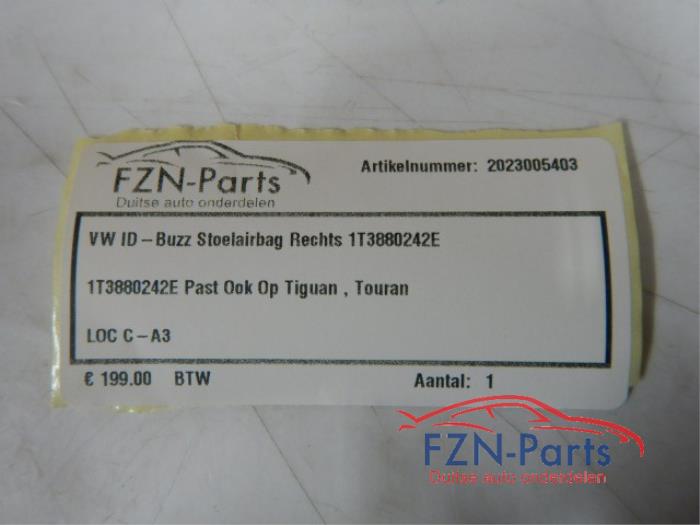 FZN-Parts
Duitse auto onderdelen
Artikelnummer: 2023005403
VW ID-Buzz Stoelairbag Rechts 1T3880242E
1T3880242E Past Ook Op Tiguan , Touran
LOC C-A3
€ 199.00 BTW
Aantal: 1
FZN-Parts
Duitse auto onderdelen